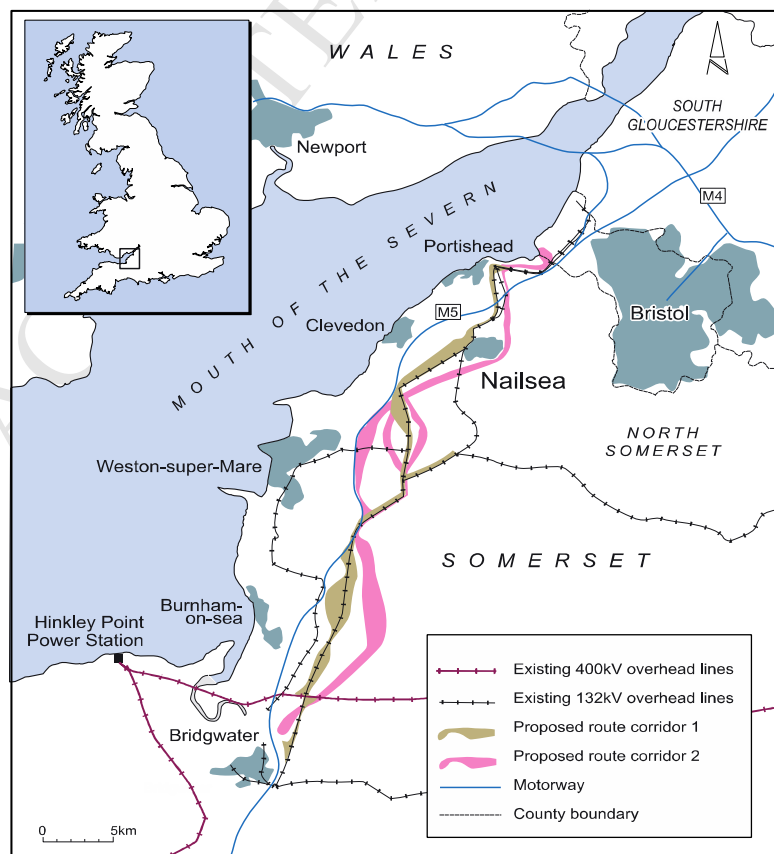 WALES
SOUTH
GLOUCESTERSHIRE
Newport
M4
MOUTH OF THE SEVERN
Portishead
M5
Bristol
Clevedon
Nailsea
NORTH
SOMERSET
Weston-super-Mare
SOMERSET
Burnham-
on-sea
Hinkley Point
Power Station
Bridgwater
Existing 400kV overhead lines
Existing 132kV overhead lines
Proposed route corridor 1
Proposed route corridor 2
Motorway
County boundary
0 5km
N